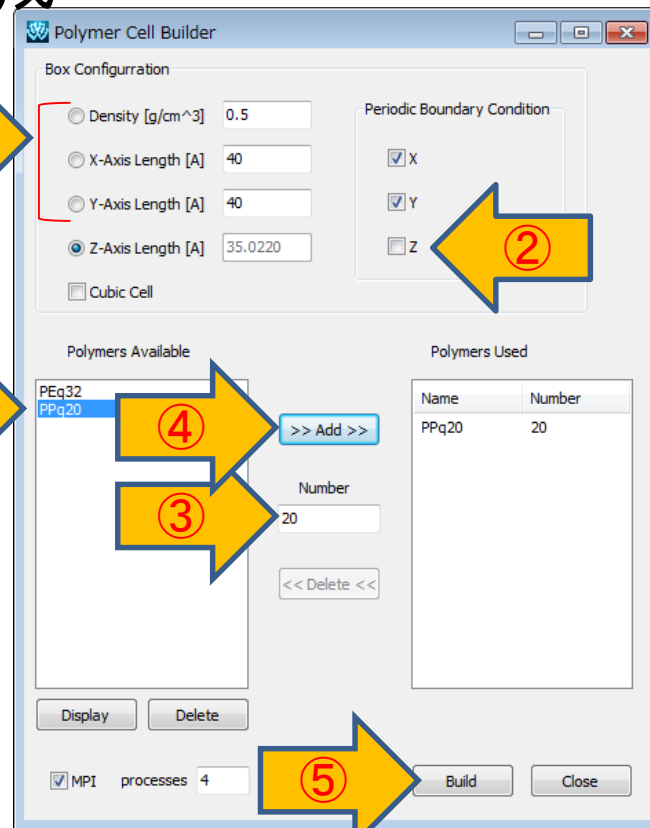 方式
Polymer Cell Builder
Box Configurration
Density [g/cm^3] 0.5
Periodic Boundary Condition
X-Axis Length [A] 40
X
Y-Axis Length [A] 40
Y
Z-Axis Length [A] 35.0220
Z
②
Cubic Cell
Polymers Available
Polymers Used
PEq32
PPq20
Name Number
PPq20 20
④
>> Add >>
Number
③
20
<< Delete <<
Display Delete
MPI processes 4
⑤
Build Close